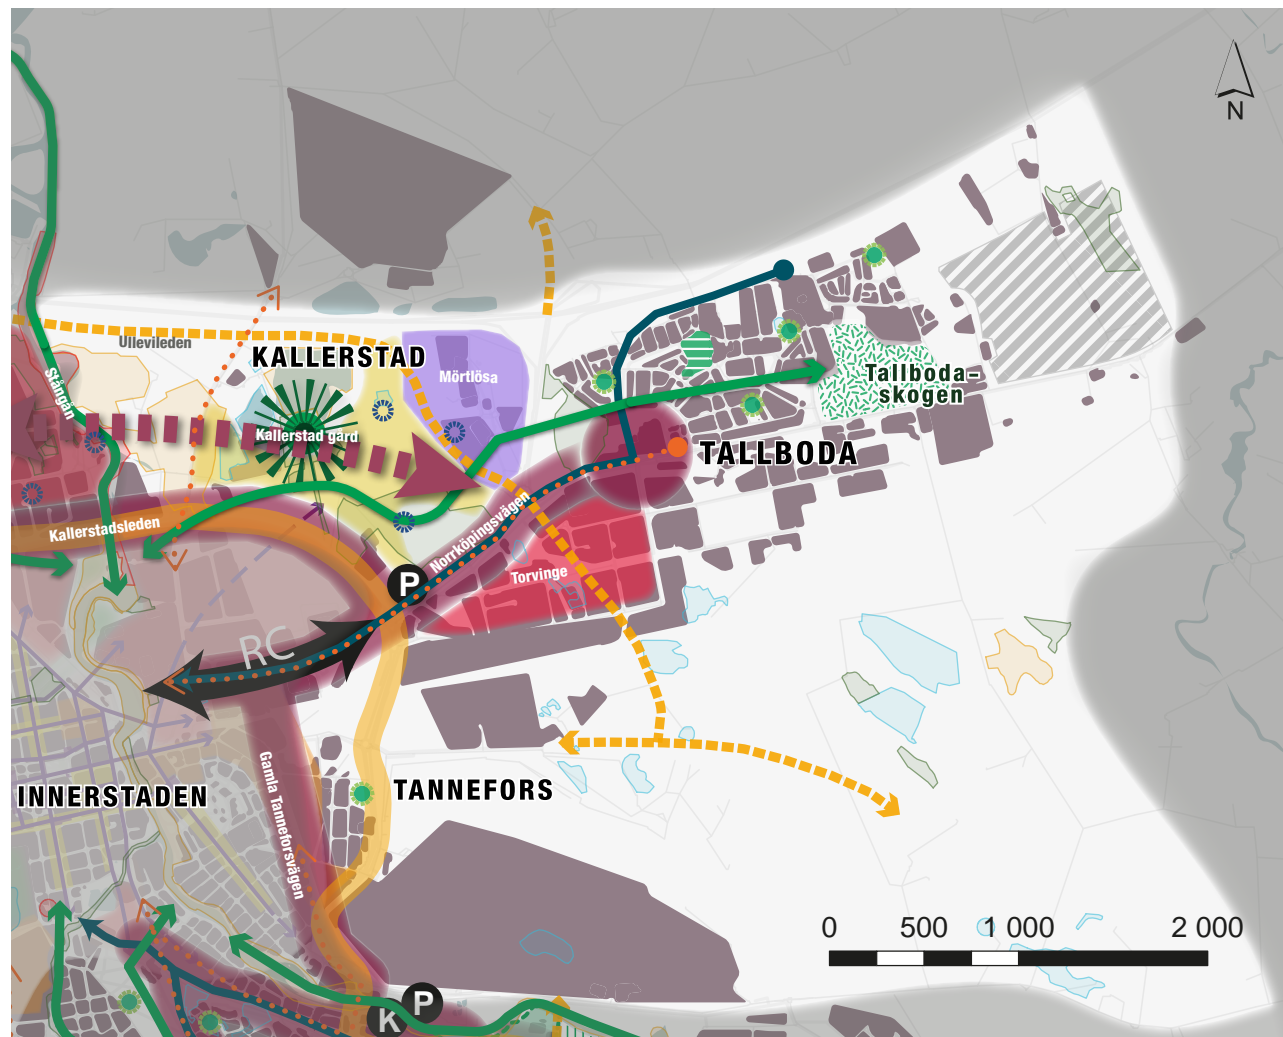 N
Ullevileden
KALLERSTAD
Mörtlösa
Stångån
Tallboda-
skogen
Kallerstad gård
TALLBODA
Kallerstadsleden
Norrköpingsvägen
Torvinge
P
RC
Gamla Tanneforsvägen
TANNEFORS
INNERSTADEN
0 500 1 000 2 000
P
K